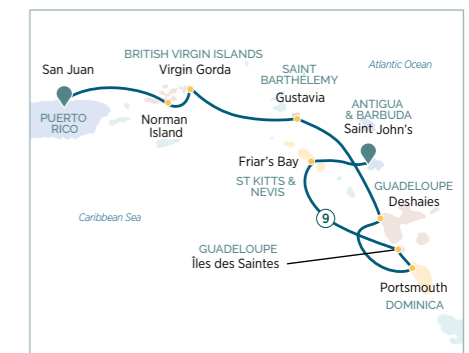 BRITISH VIRGIN ISLANDS
Virgin Gorda
San Juan
PUERTO
RICO
Norman
Island
SAINT
BARTHÉLEMY
Gustavia
Atlantic Ocean
ANTIGUA
& BARBUDA
Saint John's
Friar's Bay
ST KITTS &
NEVIS
GUADELOUPE
Deshaies
Caribbean Sea
9
GUADELOUPE
Îles des Saintes
Portsmouth
DOMINICA